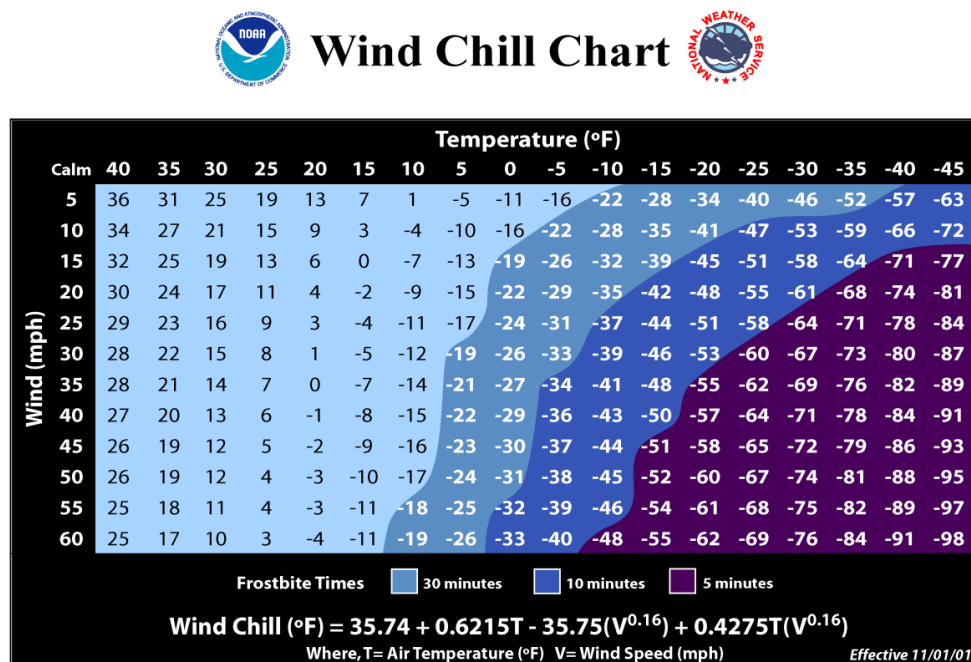 NATIONAL OCEANIC AND ATMOSPHERIC ADMINISTRATION
NOAA
U.S. DEPARTMENT OF COMMERCE
Wind Chill Chart
NATIONAL WEATHER SERVICE
Temperature (ºF)
Calm 40 35 30 25 20 15 10 5 0 -5 -10 -15 -20 -25 -30 -35 -40 -45
Wind (mph)
5 36 31 25 19 13 7 1 -5 -11 -16 -22 -28 -34 -40 -46 -52 -57 -63
10 34 27 21 15 9 3 -4 -10 -16 -22 -28 -35 -41 -47 -53 -59 -66 -72
15 32 25 19 13 6 0 -7 -13 -19 -26 -32 -39 -45 -51 -58 -64 -71 -77
20 30 24 17 11 4 -2 -9 -15 -22 -29 -35 -42 -48 -55 -61 -68 -74 -81
25 29 23 16 9 3 -4 -11 -17 -24 -31 -37 -44 -51 -58 -64 -71 -78 -84
30 28 22 15 8 1 -5 -12 -19 -26 -33 -39 -46 -53 -60 -67 -73 -80 -87
35 28 21 14 7 0 -7 -14 -21 -27 -34 -41 -48 -55 -62 -69 -76 -82 -89
40 27 20 13 6 -1 -8 -15 -22 -29 -36 -43 -50 -57 -64 -71 -78 -84 -91
45 26 19 12 5 -2 -9 -16 -23 -30 -37 -44 -51 -58 -65 -72 -79 -86 -93
50 26 19 12 4 -3 -10 -17 -24 -31 -38 -45 -52 -60 -67 -74 -81 -88 -95
55 25 18 11 4 -3 -11 -18 -25 -32 -39 -46 -54 -61 -68 -75 -82 -89 -97
60 25 17 10 3 -4 -11 -19 -26 -33 -40 -48 -55 -62 -69 -76 -84 -91 -98
Frostbite Times 30 minutes 10 minutes 5 minutes
Wind Chill (ºF) = 35.74 + 0.6215T - 35.75(V^0.16) + 0.4275T(V^0.16)
Where, T= Air Temperature (ºF) V= Wind Speed (mph)
Effective 11/01/01